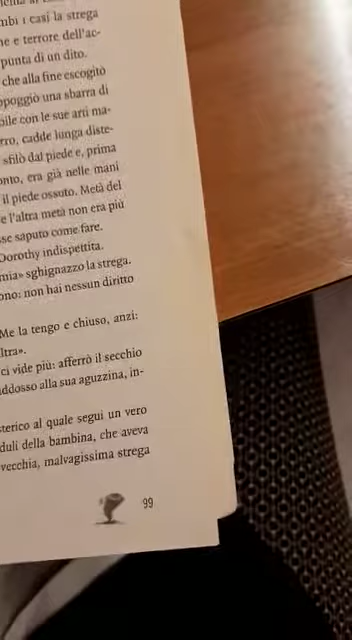 mbi i casi la strega
ne e terrore dell'ac-
punta di un dito.
che alla fine escogitò
ppoggiò una sbarra di
bile con le sue arti ma-
rro, cadde lunga diste-
sfilò dal piede e, prima
onto, era già nelle mani
il piede ossuto. Metà del
e l'altra metà non era più
sse saputo come fare.
Dorothy indispettita.
mia» sghignazzo la strega.
ono: non hai nessun diritto
Me la tengo e chiuso, anzi:
ltra».
ci vide più: afferrò il secchio
addosso alla sua aguzzina, in-
sterico al quale seguì un vero
duli della bambina, che aveva
vecchia, malvagissima strega
99